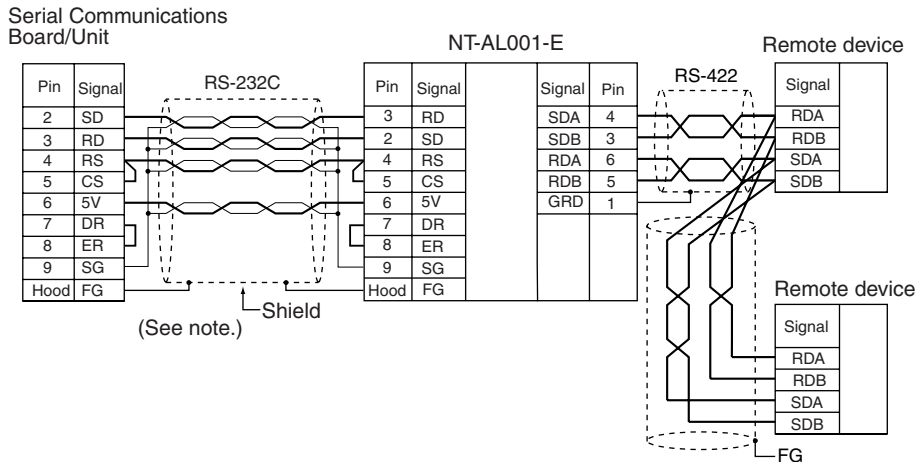 Serial Communications
Board/Unit
NT-AL001-E
Remote device
RS-232C
RS-422
Pin Signal
2 SD
3 RD
4 RS
5 CS
6 5V
7 DR
8 ER
9 SG
Hood FG
Pin Signal
3 RD
2 SD
4 RS
5 CS
6 5V
7 DR
8 ER
9 SG
Hood FG
Signal Pin
SDA 4
SDB 3
RDA 6
RDB 5
GRD 1
Signal
RDA
RDB
SDA
SDB
(See note.)
Shield
Remote device
Signal
RDA
RDB
SDA
SDB
FG